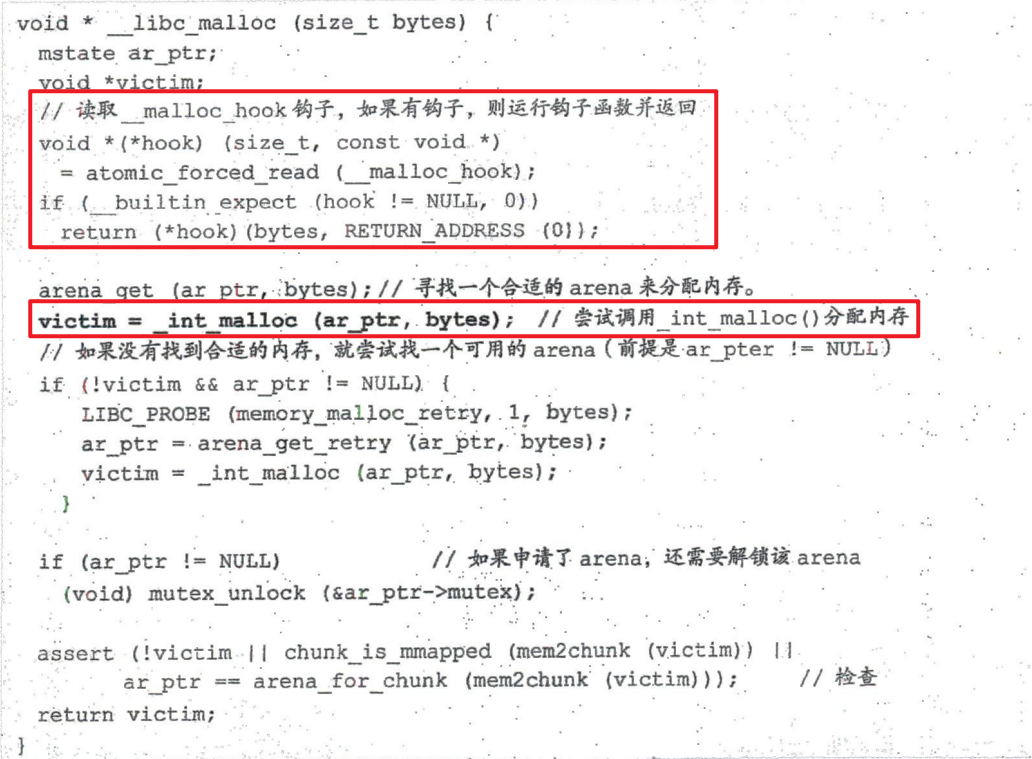 void * __libc_malloc (size_t bytes) {
mstate ar_ptr;
void *victim;
// 读取__malloc_hook钩子，如果有钩子，则运行钩子函数并返回
void *(*hook) (size_t, const void *)
= atomic_forced_read (__malloc_hook);
if (__builtin_expect (hook != NULL, 0))
return (*hook)(bytes, RETURN_ADDRESS (0));
arena_get (ar_ptr, bytes);// 寻找一个合适的arena来分配内存。
victim = _int_malloc (ar_ptr, bytes); // 尝试调用_int_malloc()分配内存
// 如果没有找到合适的内存，就尝试找一个可用的arena（前提是ar_pter != NULL）
if (!victim && ar_ptr != NULL) {
LIBC_PROBE (memory_malloc_retry, 1, bytes);
ar_ptr = arena_get_retry (ar_ptr, bytes);
victim = _int_malloc (ar_ptr, bytes);
}
if (ar_ptr != NULL) // 如果申请了arena，还需要解锁该arena
(void) mutex_unlock (&ar_ptr->mutex);
assert (!victim || chunk_is_mmapped (mem2chunk (victim)) ||
ar_ptr == arena_for_chunk (mem2chunk (victim))); // 检查
return victim;
}